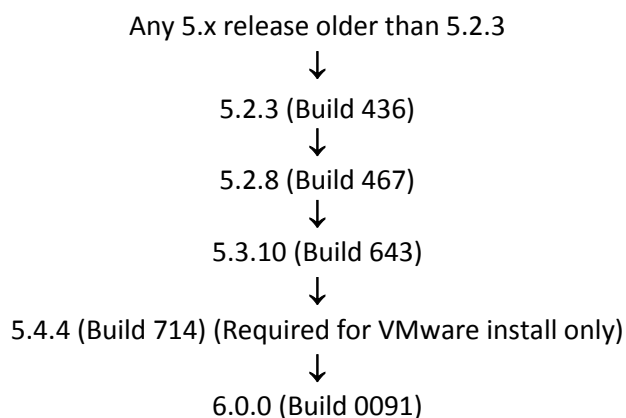 Any 5.x release older than 5.2.3
↓
5.2.3 (Build 436)
↓
5.2.8 (Build 467)
↓
5.3.10 (Build 643)
↓
5.4.4 (Build 714) (Required for VMware install only)
↓
6.0.0 (Build 0091)